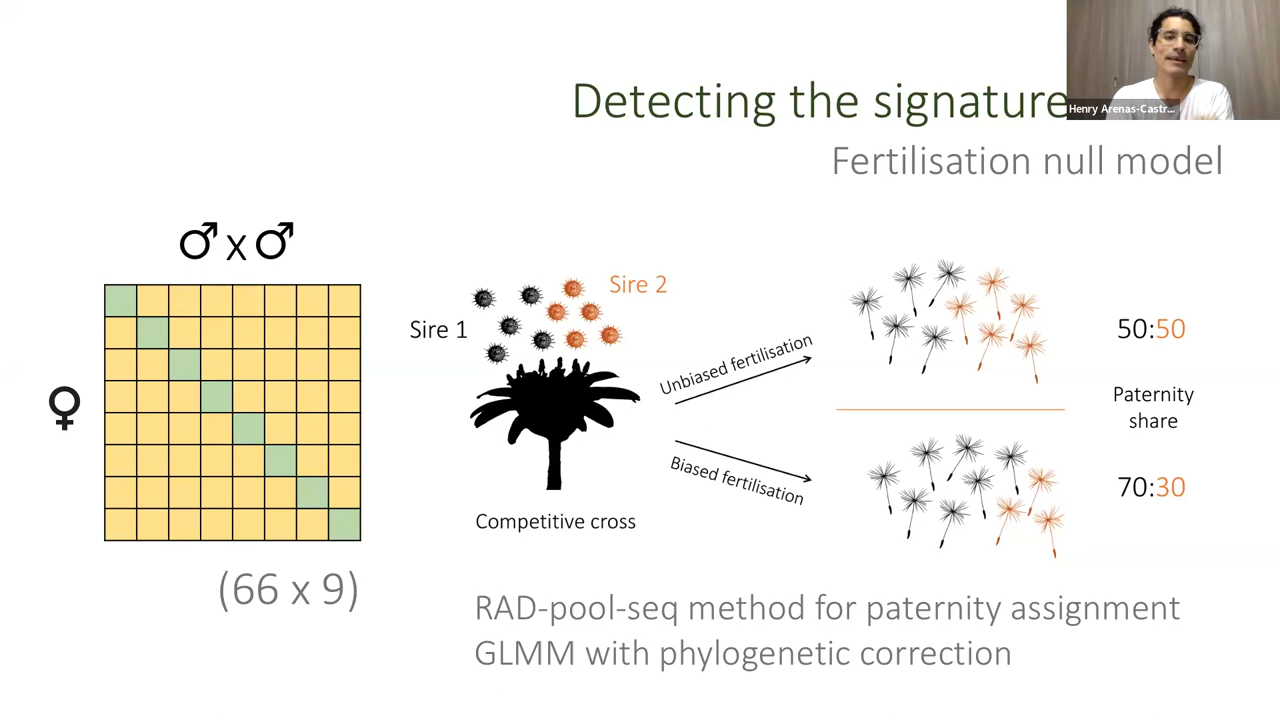 Detecting the signature
Henry Arenas-Castr...
Fertilisation null model
♂ x ♂
♀
(66 x 9)
Sire 1
Sire 2
Competitive cross
Unbiased fertilisation
Biased fertilisation
50:50
Paternity
share
70:30
RAD-pool-seq method for paternity assignment
GLMM with phylogenetic correction